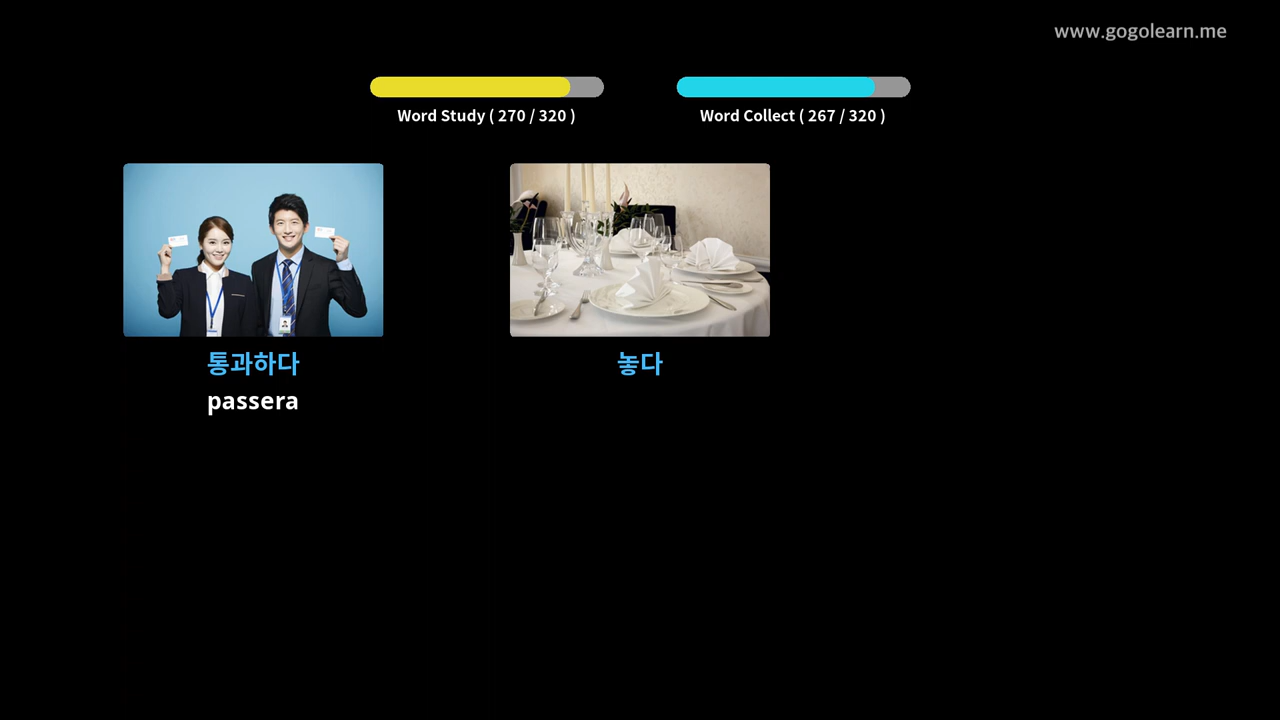 www.gogolearn.me
Word Study ( 270 / 320 )
Word Collect ( 267 / 320 )
통과하다
passera
놓다